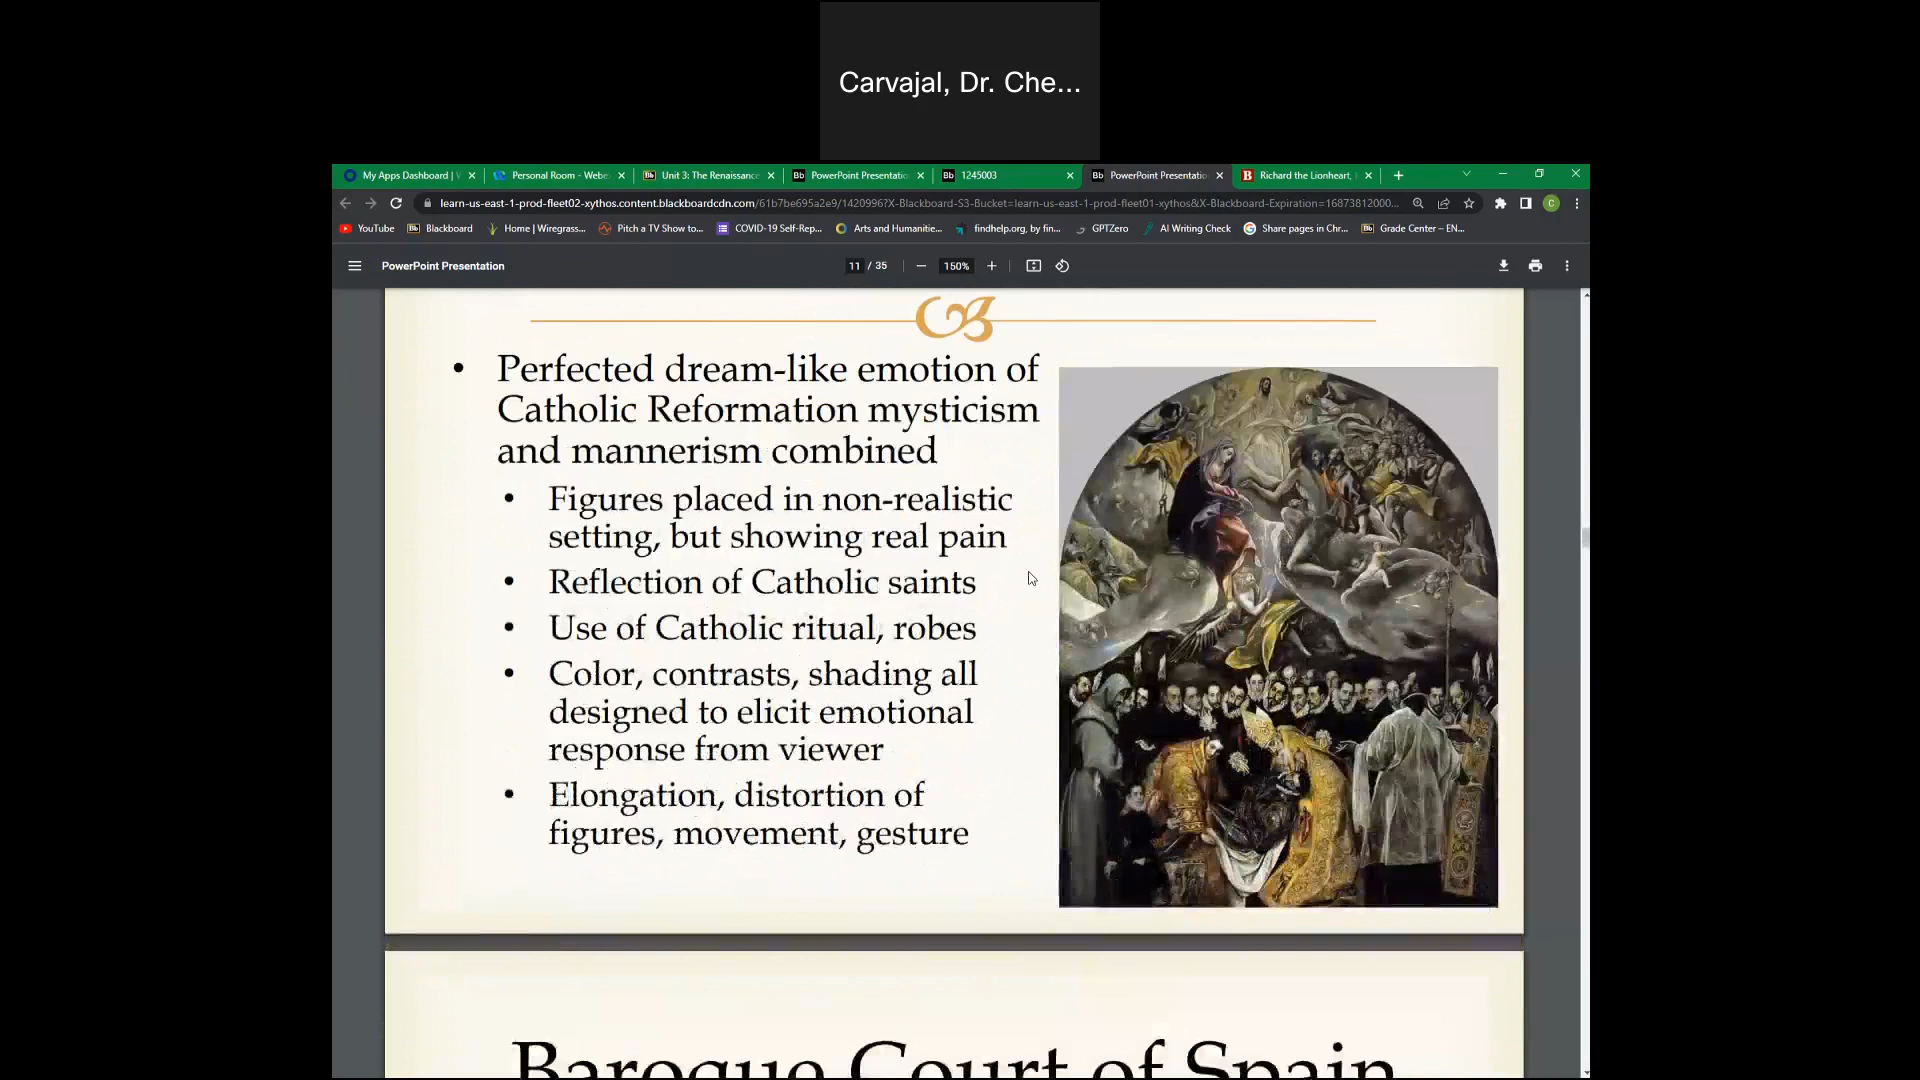 Carvajal, Dr. Che...
My Apps Dashboard |
Personal Room - Webe
Unit 3: The Renaissance
PowerPoint Presentatio
1245003
PowerPoint Presentatio
Richard the Lionheart,
learn-us-east-1-prod-fleet02-xythos.content.blackboardcdn.com/61b7be695a2e9/1420996?X-Blackboard-S3-Bucket=learn-us-east-1-prod-fleet01-xythos&X-Blackboard-Expiration=16873812000...
YouTube
Blackboard
Home | Wiregrass...
Pitch a TV Show to...
COVID-19 Self-Rep...
Arts and Humanitie...
findhelp.org, by fin...
GPTZero
AI Writing Check
Share pages in Chr...
Grade Center – EN...
PowerPoint Presentation
11 / 35
150%
• Perfected dream-like emotion of
Catholic Reformation mysticism
and mannerism combined
• Figures placed in non-realistic
setting, but showing real pain
• Reflection of Catholic saints
• Use of Catholic ritual, robes
• Color, contrasts, shading all
designed to elicit emotional
response from viewer
• Elongation, distortion of
figures, movement, gesture
Baroque Court of Spain